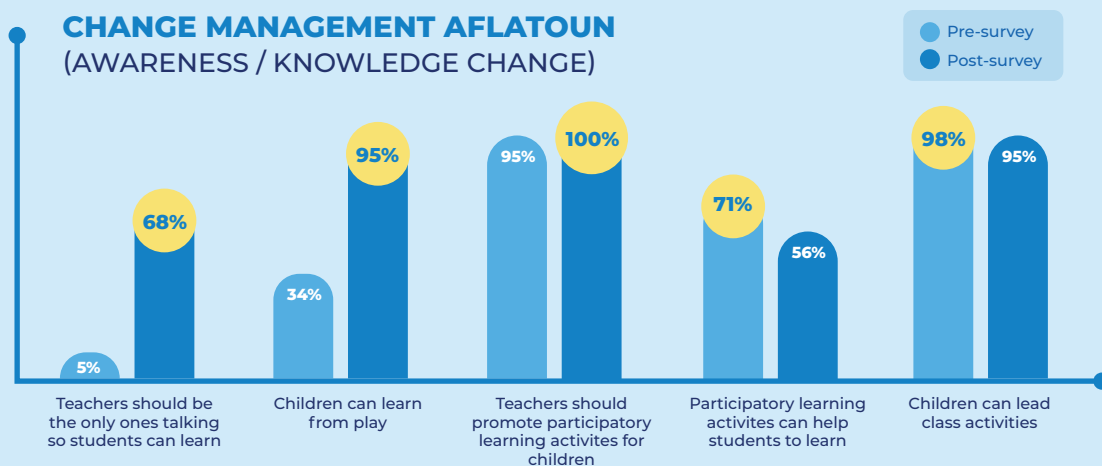 CHANGE MANAGEMENT AFLATOUN
(AWARENESS / KNOWLEDGE CHANGE)
Pre-survey
Post-survey
5%
68%
34%
95%
95%
100%
71%
56%
98%
95%
Teachers should be
the only ones talking
so students can learn
Children can learn
from play
Teachers should
promote participatory
learning activites for
children
Participatory learning
activites can help
students to learn
Children can lead
class activities